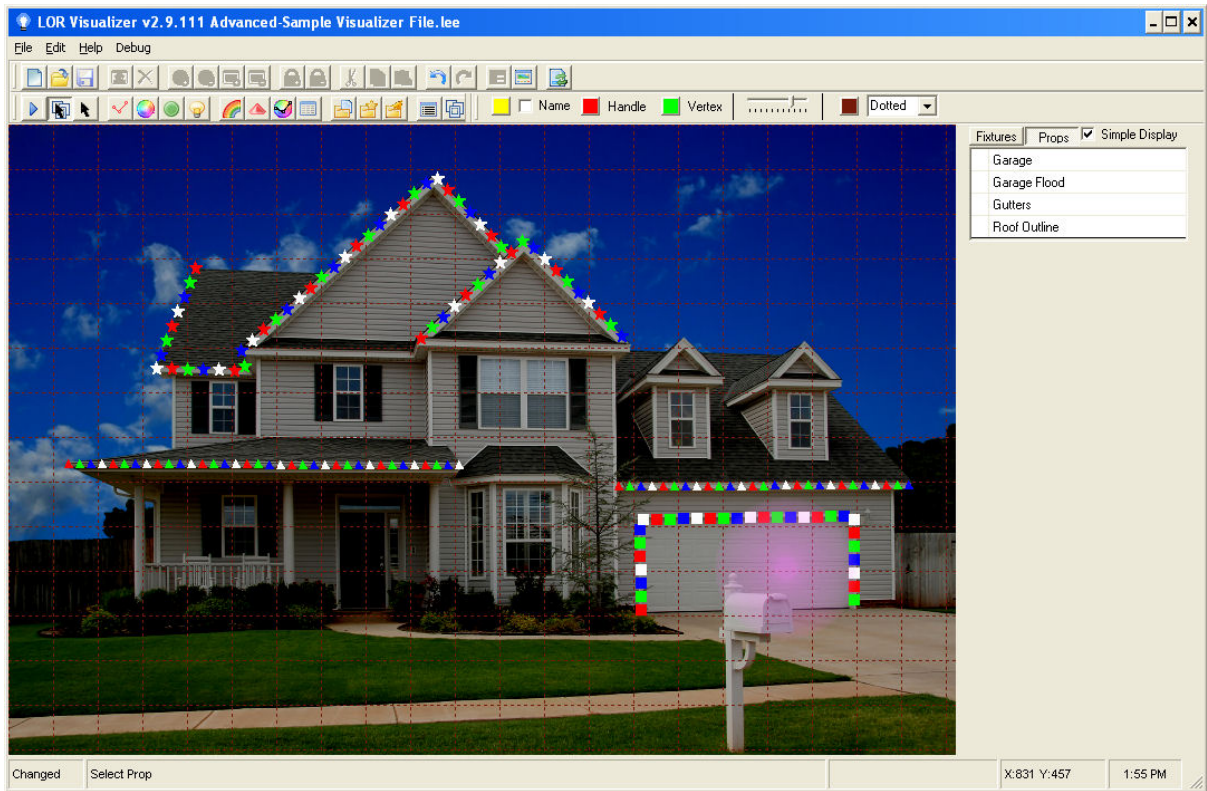 LOR Visualizer v2.9.111 Advanced-Sample Visualizer File.lee
File Edit Help Debug
Name Handle Vertex Dotted
Fixtures Props Simple Display
Garage
Garage Flood
Gutters
Roof Outline
Changed Select Prop X:831 Y:457 1:55 PM